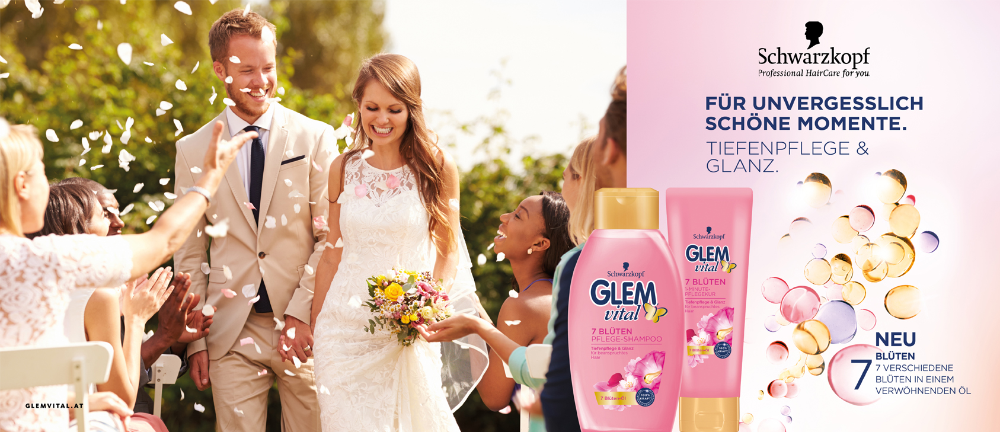 Schwarzkopf
Professional HairCare for you.
FÜR UNVERGESSLICH
SCHÖNE MOMENTE.
TIEFENPFLEGE &
GLANZ.
Schwarzkopf
GLEM
vital
7 BLÜTEN
PFLEGE-SHAMPOO
Tiefenpflege & Glanz
für beanspruchtes
Haar
7 Blüten-Öl
100%
KRAFT
Schwarzkopf
GLEM
vital
7 BLÜTEN
1-MINUTE-
PFLEGEKUR
Tiefenpflege & Glanz
für beanspruchtes
Haar
7 Blüten-Öl
100%
KRAFT
NEU
7 BLÜTEN
7 VERSCHIEDENE
BLÜTEN IN EINEM
VERWÖHNENDEN ÖL
GLEMVITAL.AT